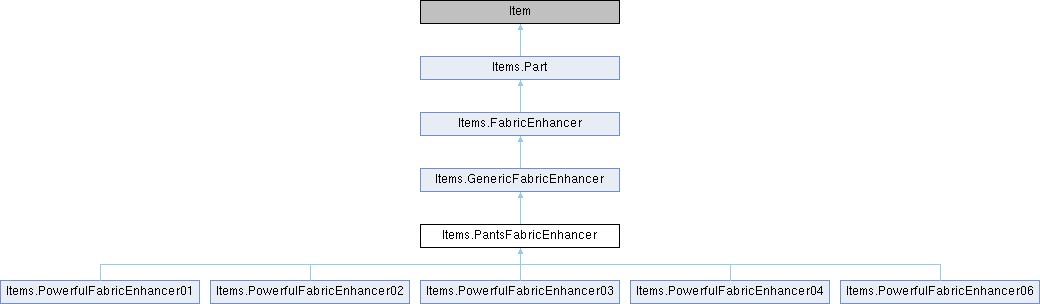 Item
Items.Part
Items.FabricEnhancer
Items.GenericFabricEnhancer
Items.PantsFabricEnhancer
Items.PowerfulFabricEnhancer01
Items.PowerfulFabricEnhancer02
Items.PowerfulFabricEnhancer03
Items.PowerfulFabricEnhancer04
Items.PowerfulFabricEnhancer06